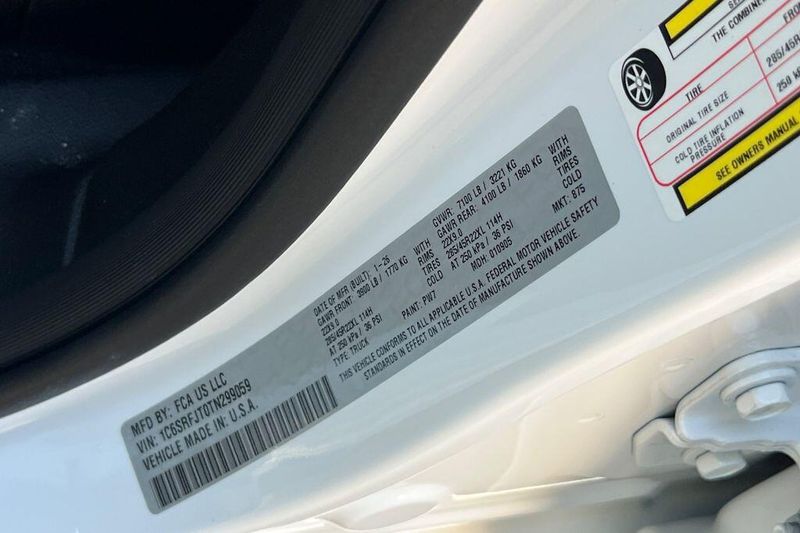 MFD BY: FCA US LLC
VIN: 1C6SRFJT0TN299059
VEHICLE MADE IN U.S.A.
DATE OF MFR (BUILT): 1-26
GVWR: 7100 LB / 3221 KG
GAWR FRONT: 3900 LB / 1770 KG WITH
GAWR REAR: 4100 LB / 1860 KG WITH
22X9.0 RIMS
22X9.0 RIMS
285/45R22XL 114H TIRES
285/45R22XL 114H TIRES
AT 250 kPa / 36 PSI COLD
AT 250 kPa / 36 PSI COLD
TYPE: TRUCK
MDH: 010905
MKT: 875
PAINT: PW7
THIS VEHICLE CONFORMS TO ALL APPLICABLE U.S.A. FEDERAL MOTOR VEHICLE SAFETY
STANDARDS IN EFFECT ON THE DATE OF MANUFACTURE SHOWN ABOVE.
THE COMBINED
TIRE
FRO
ORIGINAL TIRE SIZE
285/45R
COLD TIRE INFLATION
PRESSURE
250 kP
SEE OWNERS MANUAL